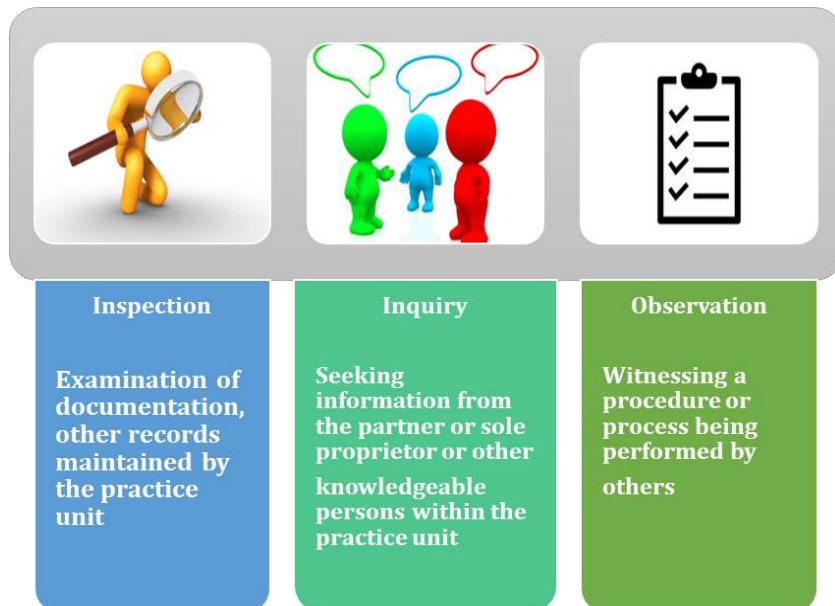 Inspection
Examination of
documentation,
other records
maintained by
the practice
unit
Inquiry
Seeking
information from
the partner or sole
proprietor or other
knowledgeable
persons within the
practice unit
Observation
Witnessing a
procedure or
process being
performed by
others